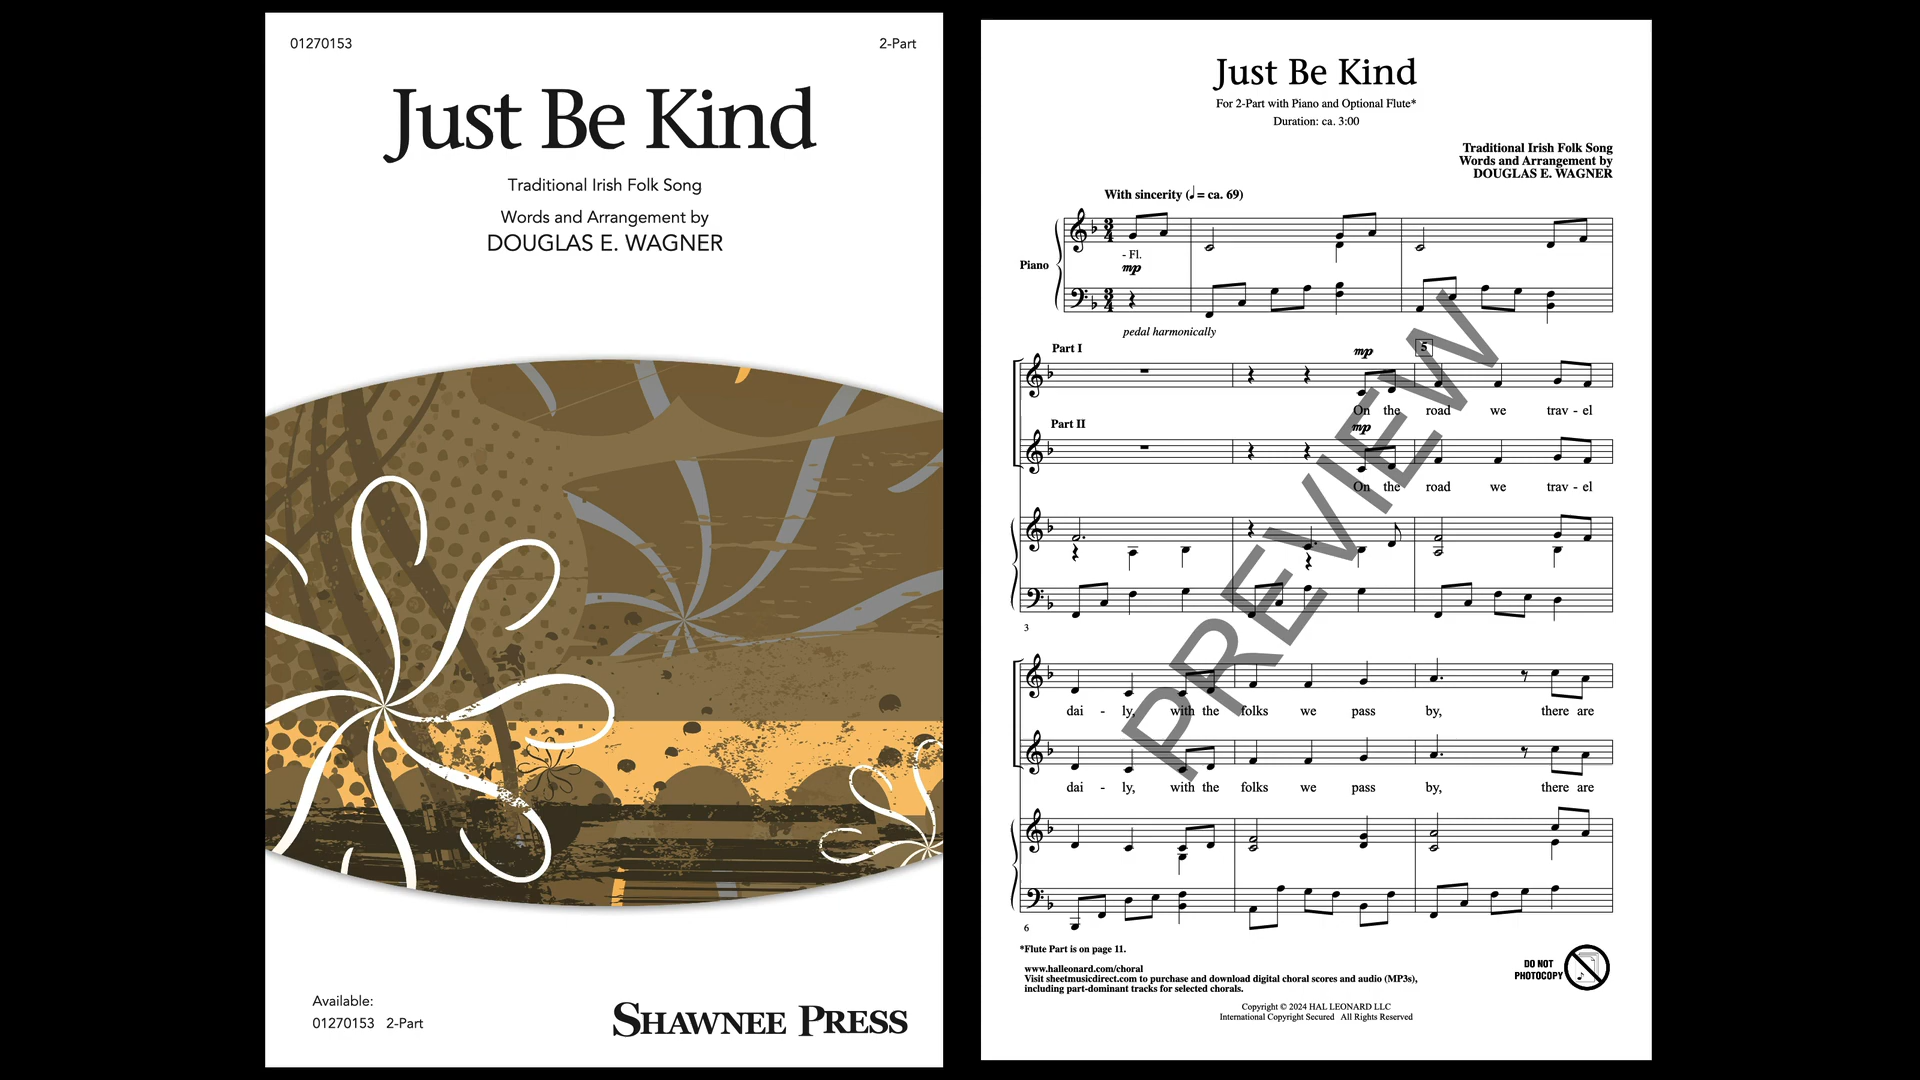 01270153
2-Part
Just Be Kind
Traditional Irish Folk Song
Words and Arrangement by
DOUGLAS E. WAGNER
Available:
01270153 2-Part
SHAWNEE PRESS
Just Be Kind
For 2-Part with Piano and Optional Flute*
Duration: ca. 3:00
Traditional Irish Folk Song
Words and Arrangement by
DOUGLAS E. WAGNER
With sincerity (♩ = ca. 69)
Piano
- Fl.
mp
pedal harmonically
Part I
mp
5
On the road we trav - el
Part II
mp
On the road we trav - el
3
dai - ly, with the folks we pass by, there are
dai - ly, with the folks we pass by, there are
6
PREVIEW
*Flute Part is on page 11.
www.halleonard.com/choral
Visit sheetmusicdirect.com to purchase and download digital choral scores and audio (MP3s),
including part-dominant tracks for selected chorals.
DO NOT
PHOTOCOPY
Copyright © 2024 HAL LEONARD LLC
International Copyright Secured All Rights Reserved